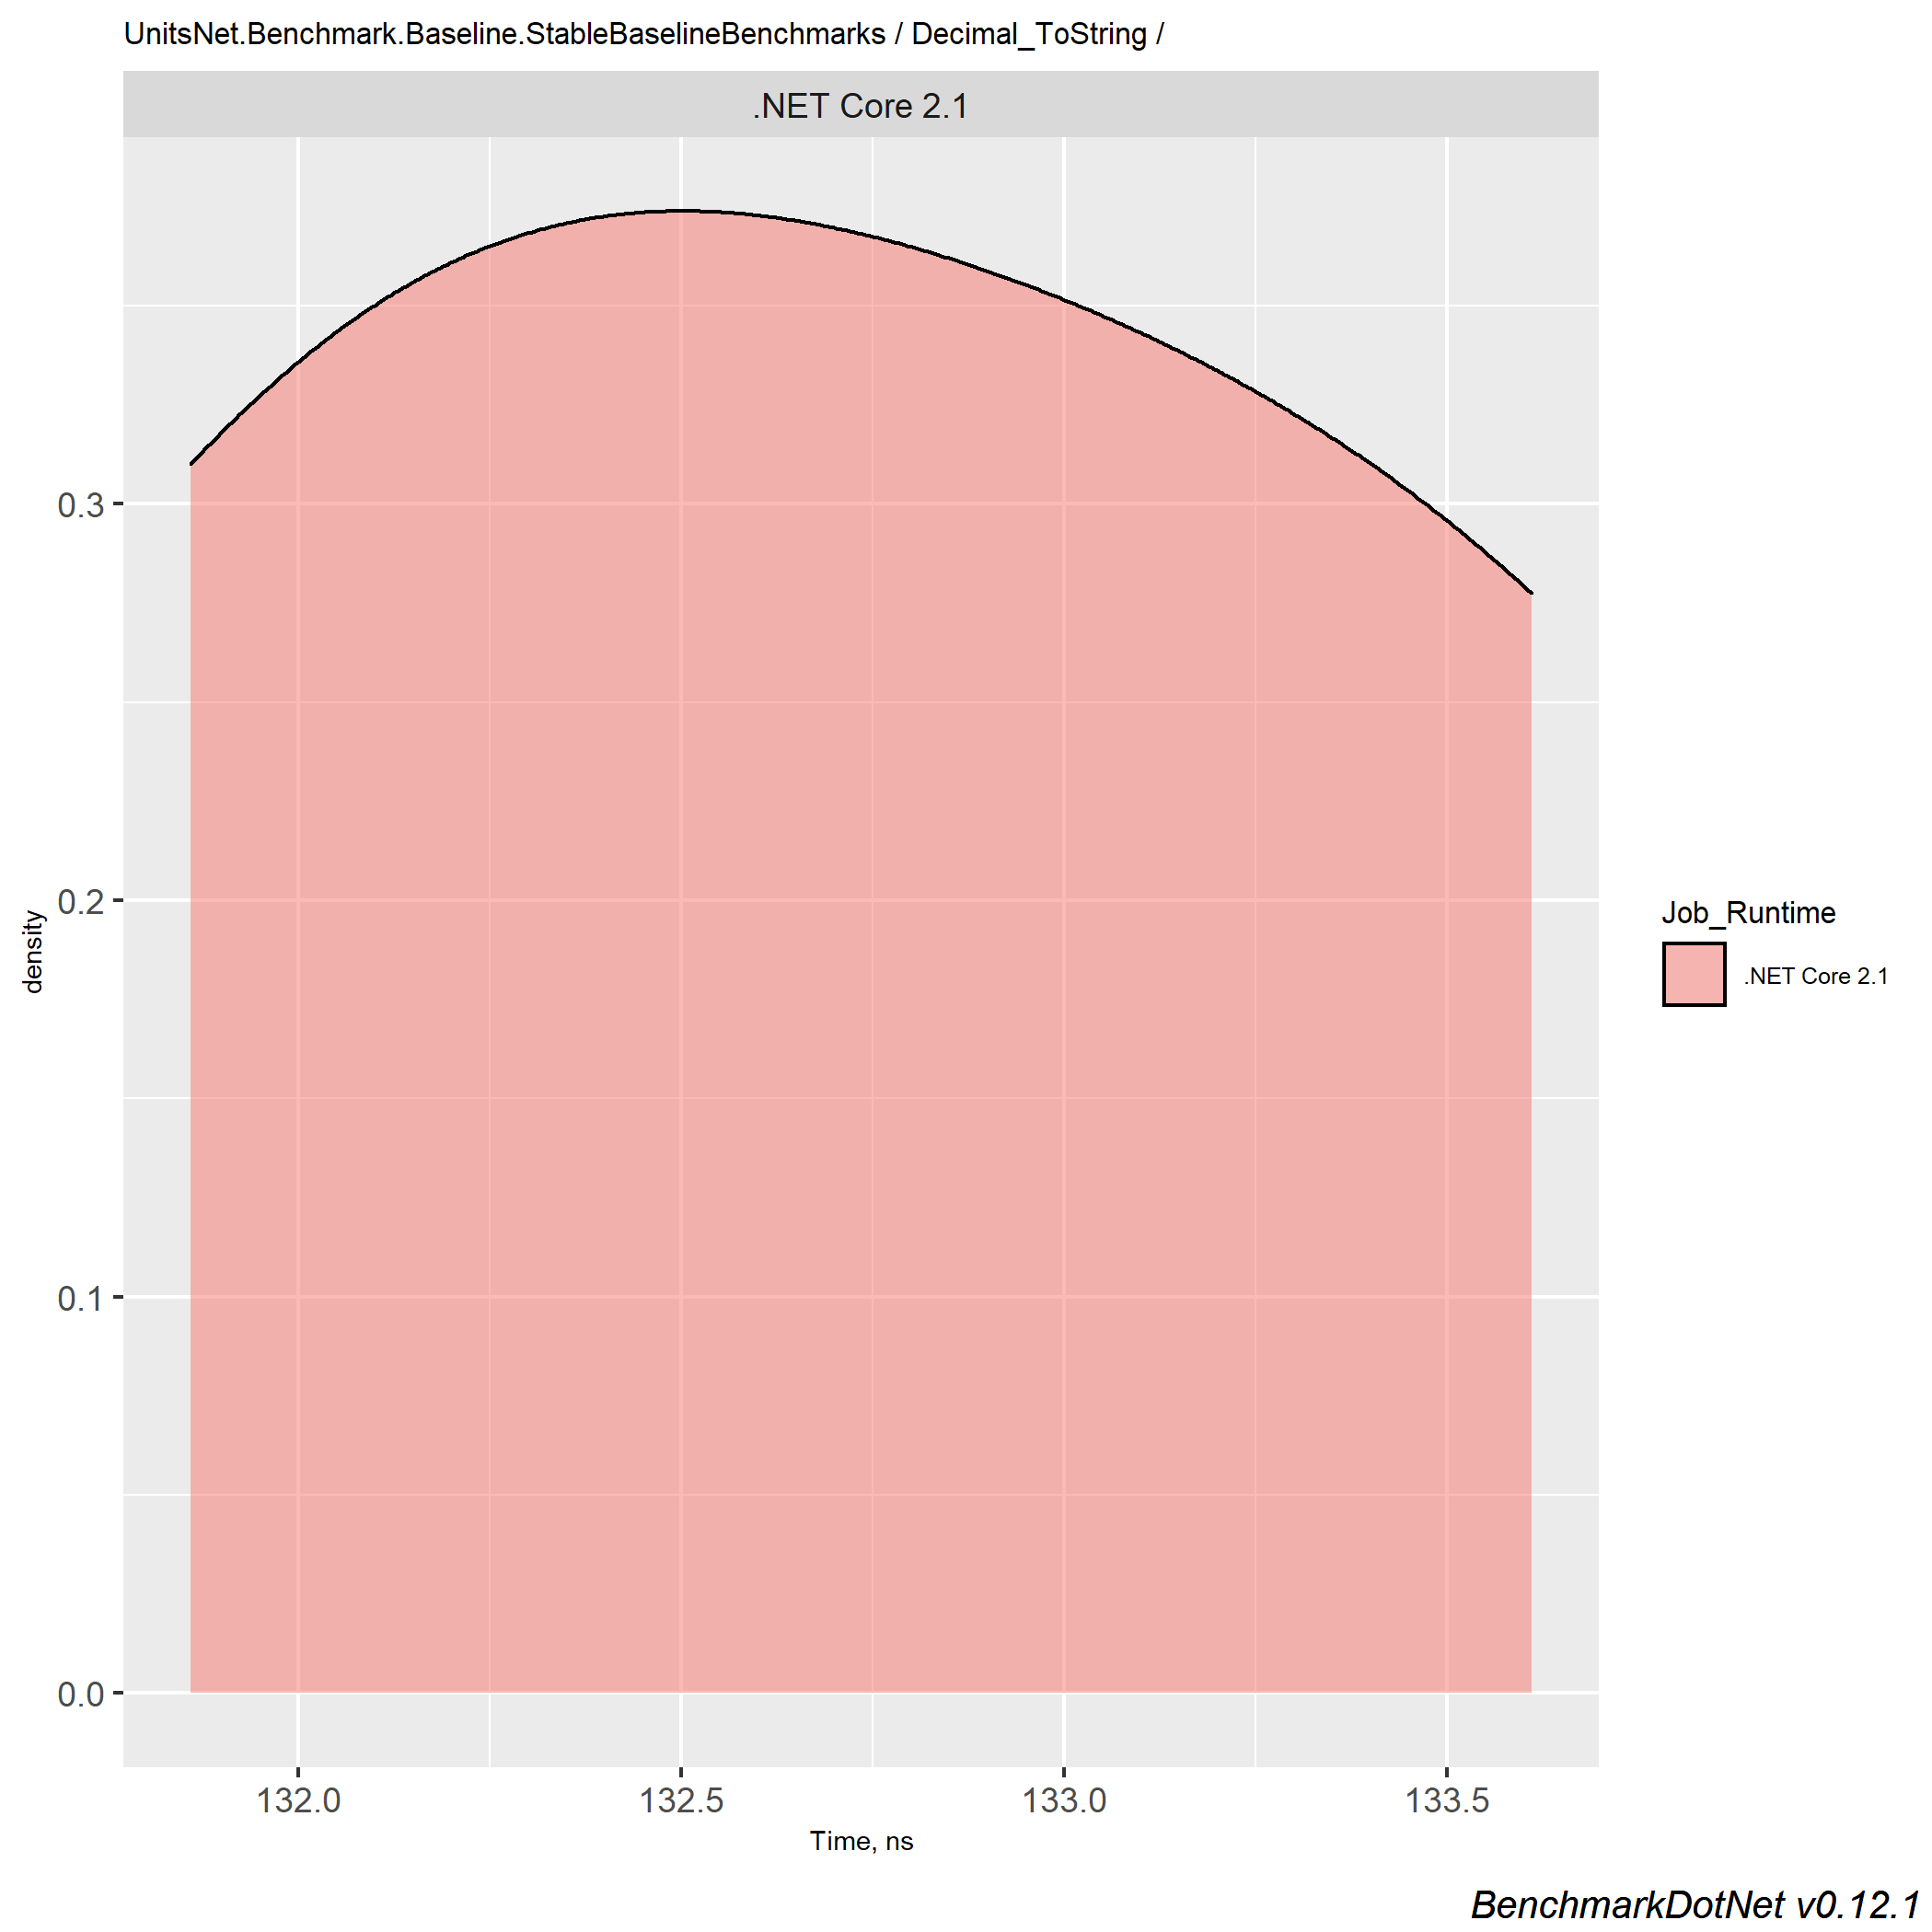 UnitsNet.Benchmark.Baseline.StableBaselineBenchmarks / Decimal_ToString /
.NET Core 2.1
0.3
0.2
0.1
0.0
density
132.0 132.5 133.0 133.5
Time, ns
Job_Runtime
.NET Core 2.1
BenchmarkDotNet v0.12.1